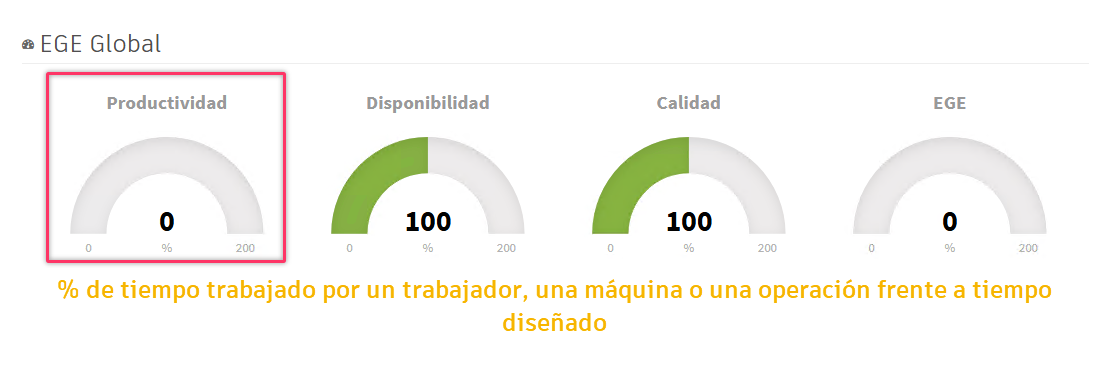 EGE Global
Productividad Disponibilidad Calidad EGE
0 100 100 0
0 % 200 0 % 200 0 % 200 0 % 200
% de tiempo trabajado por un trabajador, una máquina o una operación frente a tiempo
diseñado